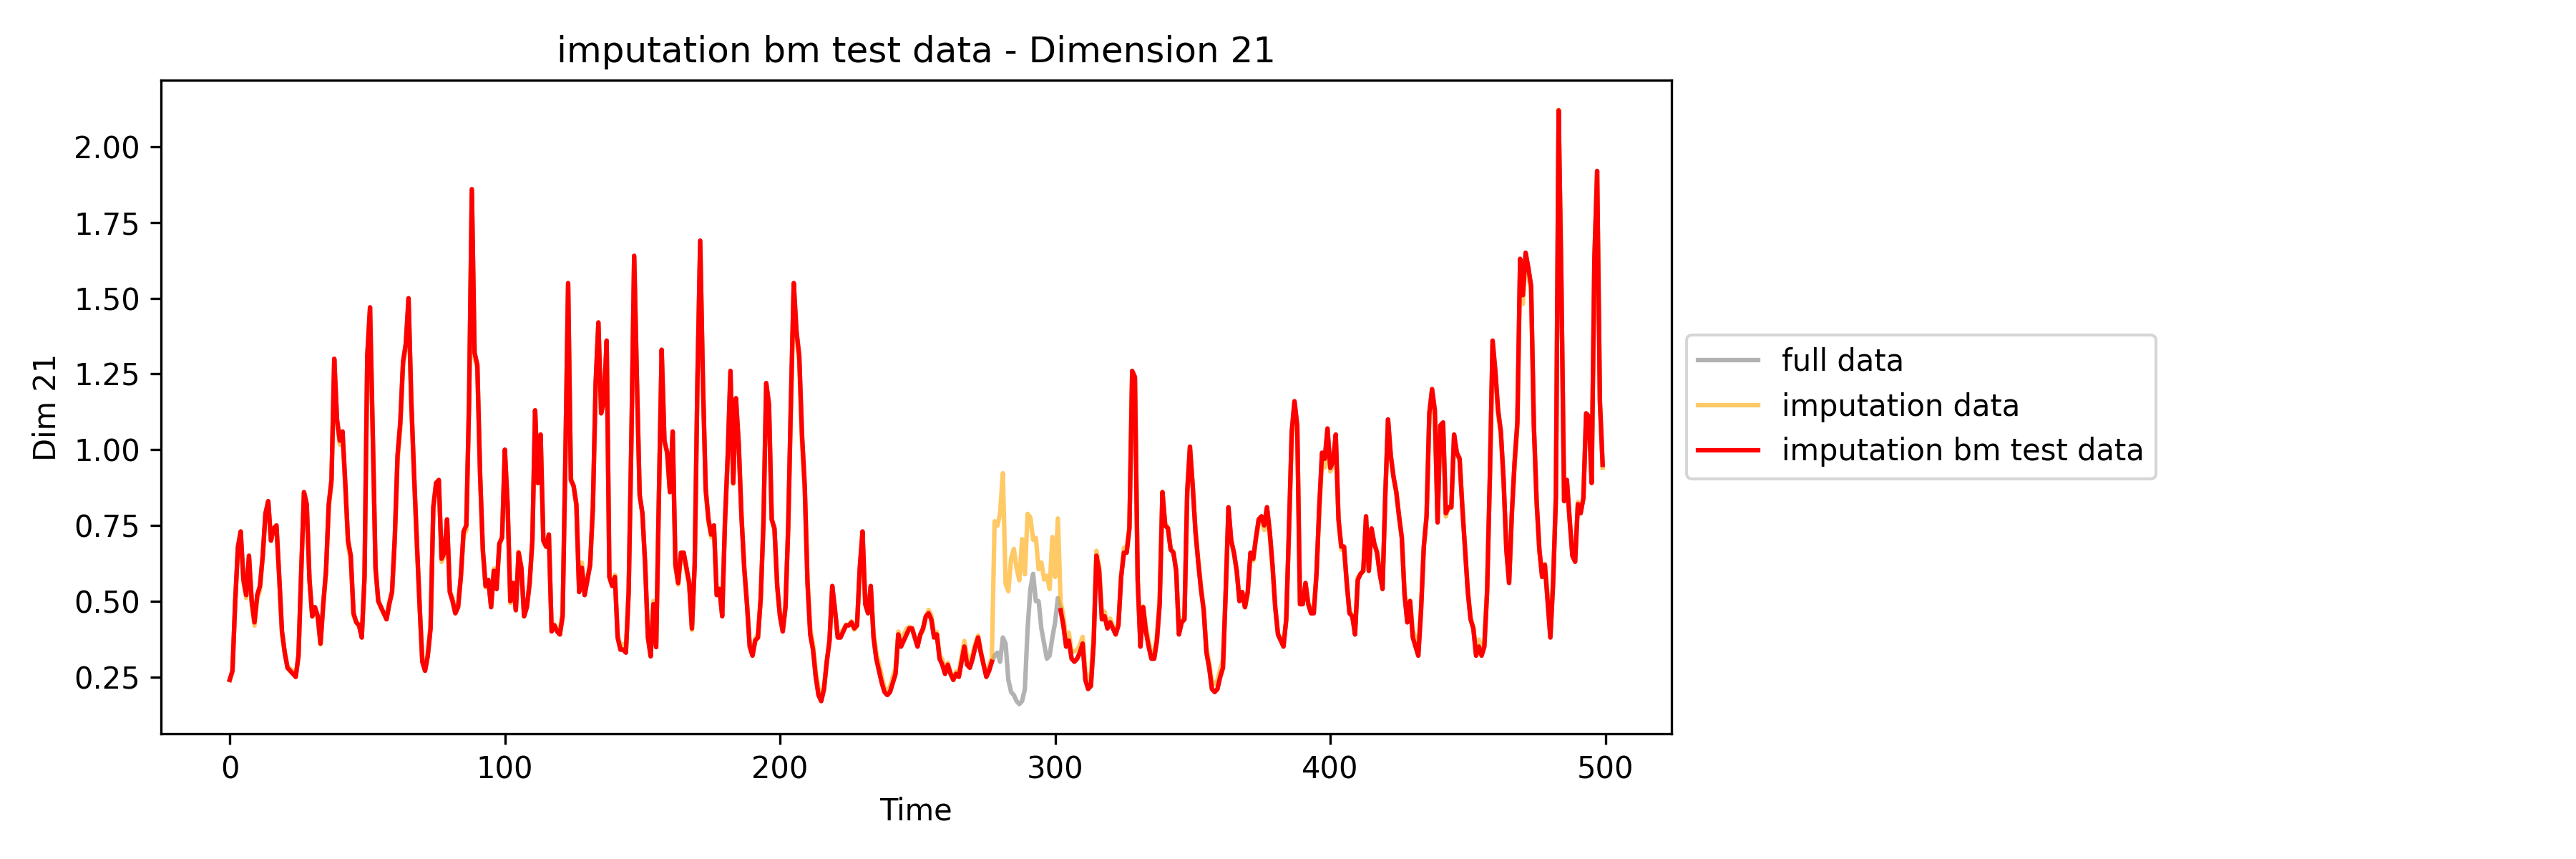 imputation bm test data - Dimension 21
2.00
1.75
1.50
1.25
1.00
0.75
0.50
0.25
Dim 21
0 100 200 300 400 500
Time
full data
imputation data
imputation bm test data